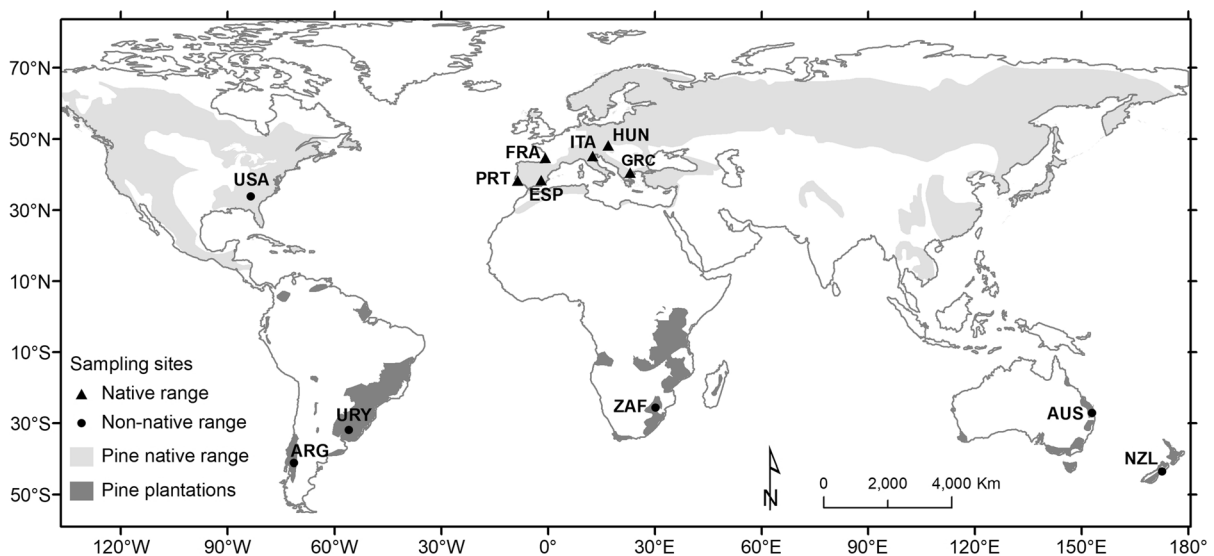 70°N
50°N
30°N
10°N
10°S
30°S
50°S
USA
FRA
ITA
HUN
GRC
PRT
ESP
URY
ARG
ZAF
AUS
NZL
Sampling sites
Native range
Non-native range
Pine native range
Pine plantations
N
0 2,000 4,000 Km
120°W 90°W 60°W 30°W 0° 30°E 60°E 90°E 120°E 150°E 180°